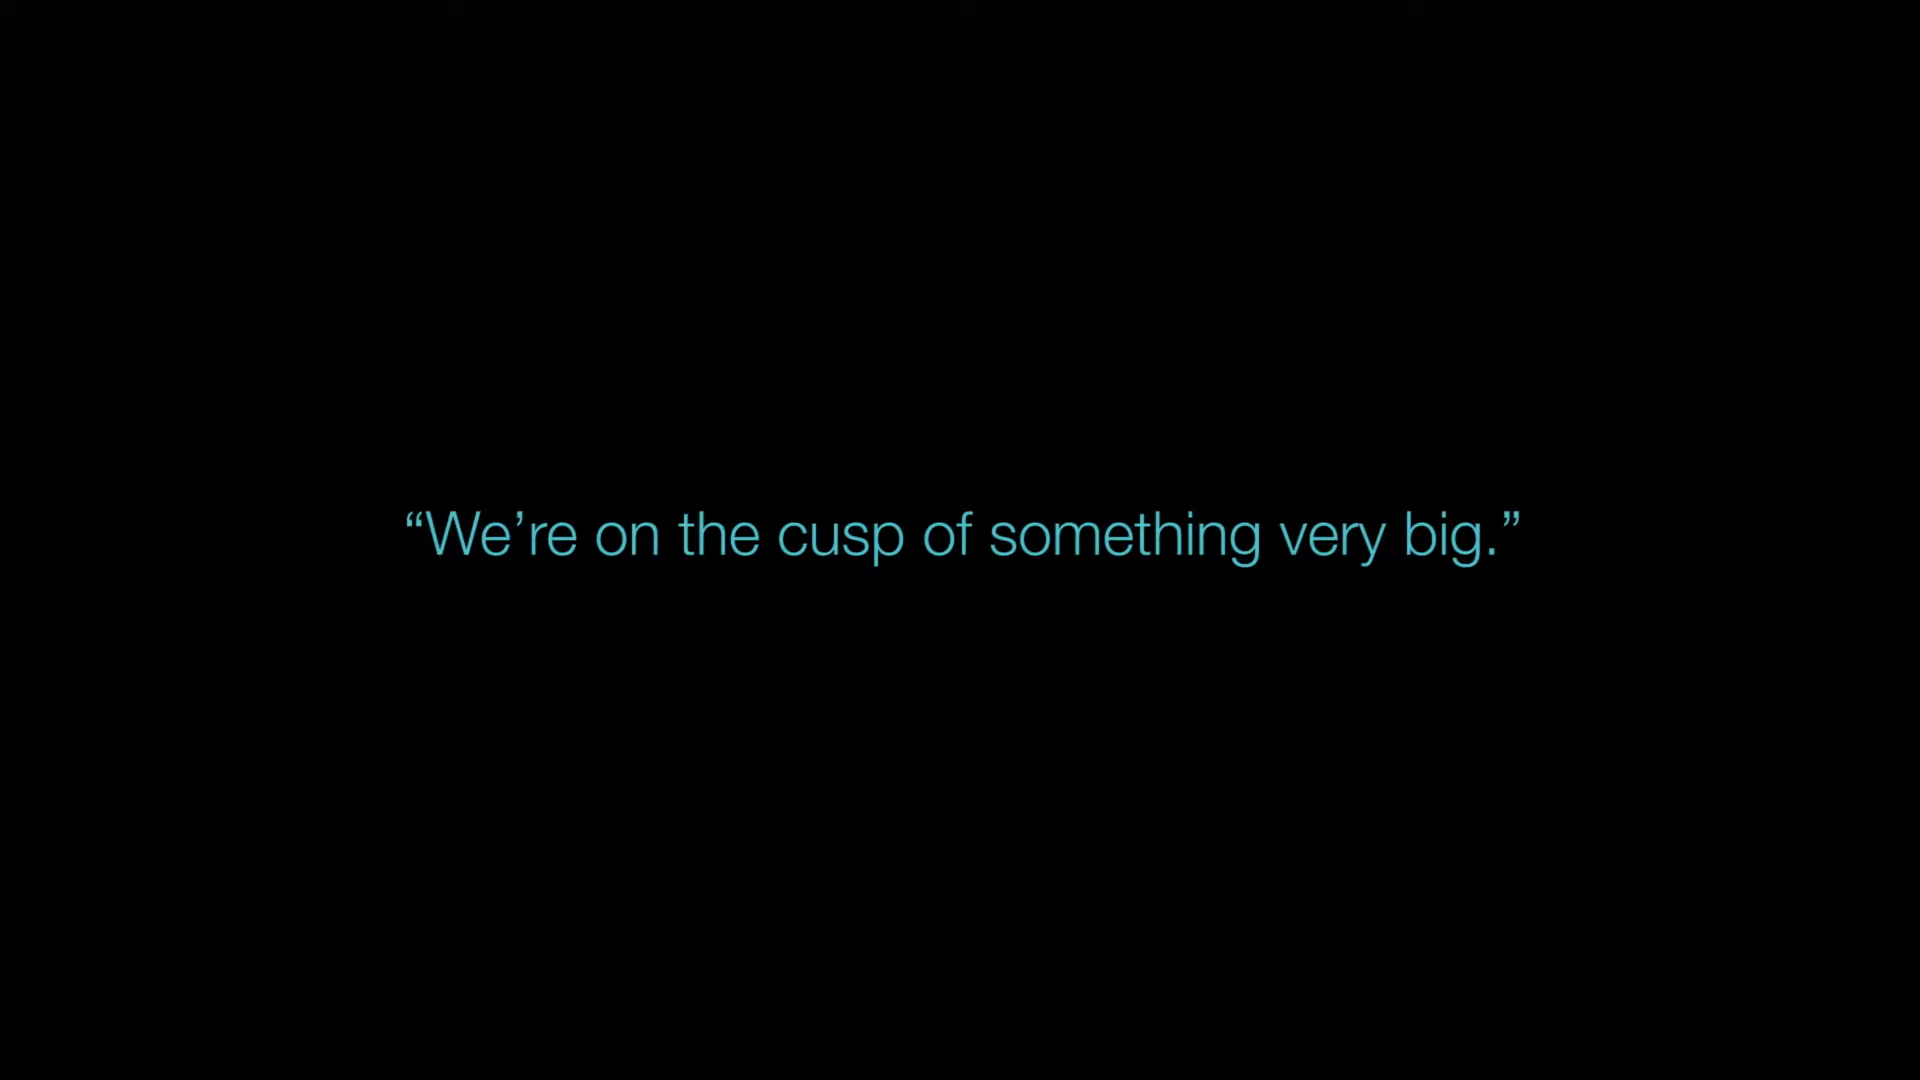 “We’re on the cusp of something very big.”